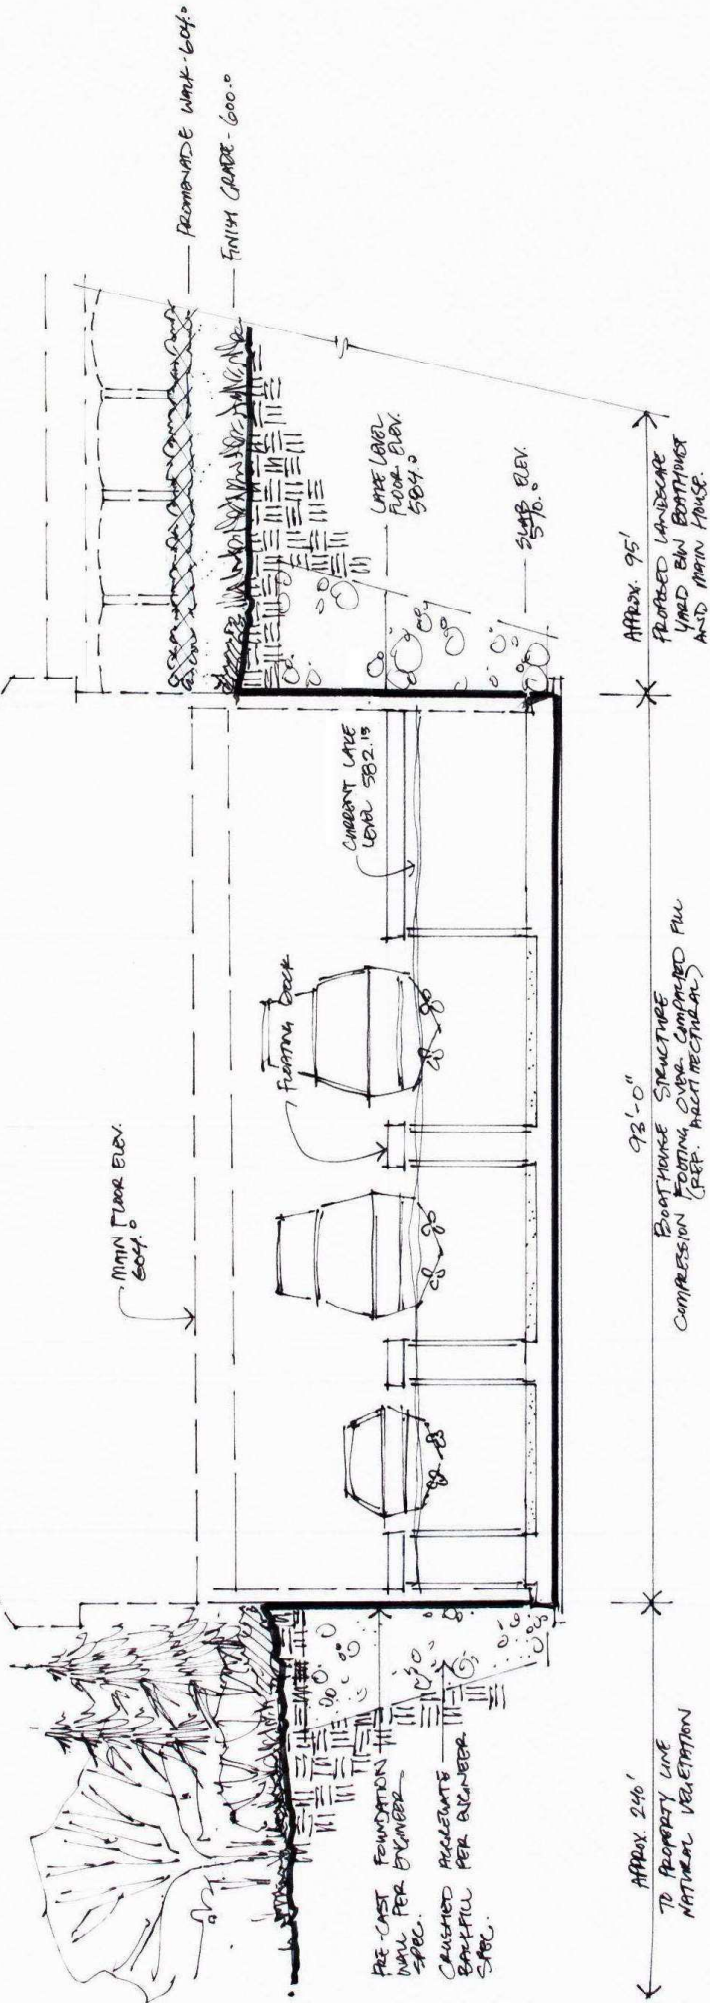 PROMENADE WALK - 604.0
FINISH GRADE - 600.0
MAIN FLOOR ELEV.
604.0
FLOATING DOCK
CURRENT LAKE
LEVEL 582.15
LAKE LEVEL
FLOOR ELEV.
584.0
SLAB ELEV.
570.0
PRE-CAST FOUNDATION
WALL PER ENGINEER
SPEC.
CRUSHED AGGREGATE
BACKFILL PER ENGINEER
SPEC.
APPROX. 240'
TO PROPERTY LINE
NATURAL VEGETATION
93'-0"
BOATHOUSE STRUCTURE
COMPRESSION FOOTING OVER COMPACTED FILL
(REF. ARCHITECTURAL)
APPROX. 95'
PROPOSED LANDSCAPE
YARD B/W BOATHOUSE
AND MAIN HOUSE.